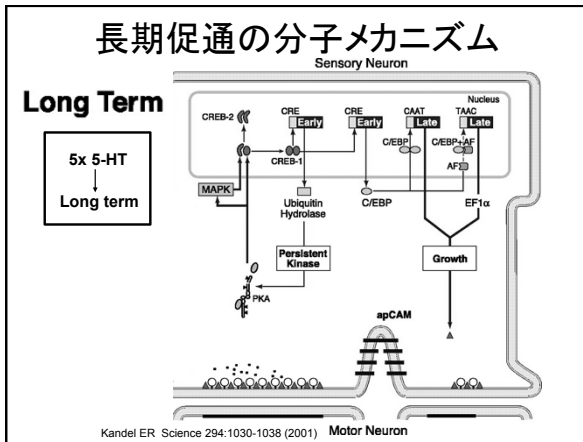 長期促通の分子メカニズム
Sensory Neuron
Long Term
Nucleus
CREB-2
CRE
Early
CRE
Early
CAAT
Late
TAAC
Late
C/EBP
C/EBP+AF
CREB-1
AF
5x 5-HT
Long term
MAPK
Ubiquitin
Hydrolase
C/EBP
EF1α
Persistent
Kinase
Growth
PKA
apCAM
Kandel ER Science 294:1030-1038 (2001)
Motor Neuron